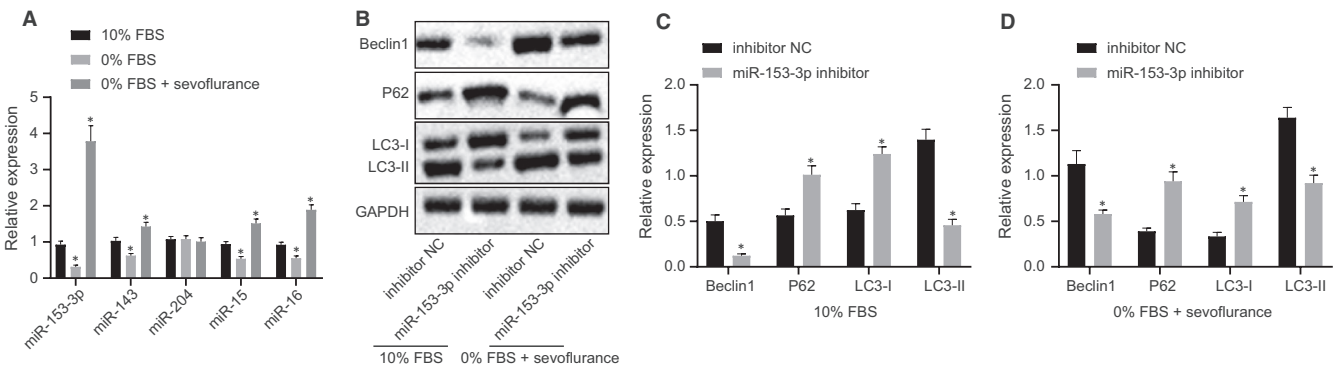 A
10% FBS
0% FBS
0% FBS + sevoflurance
Relative expression
5
4
3
2
1
0
*
*
*
*
*
*
*
*
miR-153-3p
miR-143
miR-204
miR-15
miR-16
B
Beclin1
P62
LC3-I
LC3-II
GAPDH
inhibitor NC
miR-153-3p inhibitor
inhibitor NC
miR-153-3p inhibitor
10% FBS
0% FBS + sevoflurance
C
inhibitor NC
miR-153-3p inhibitor
Relative expression
2.0
1.5
1.0
0.5
0.0
*
*
*
*
Beclin1
P62
LC3-I
LC3-II
10% FBS
D
inhibitor NC
miR-153-3p inhibitor
Relative expression
2.0
1.5
1.0
0.5
0.0
*
*
*
*
Beclin1
P62
LC3-I
LC3-II
0% FBS + sevoflurance